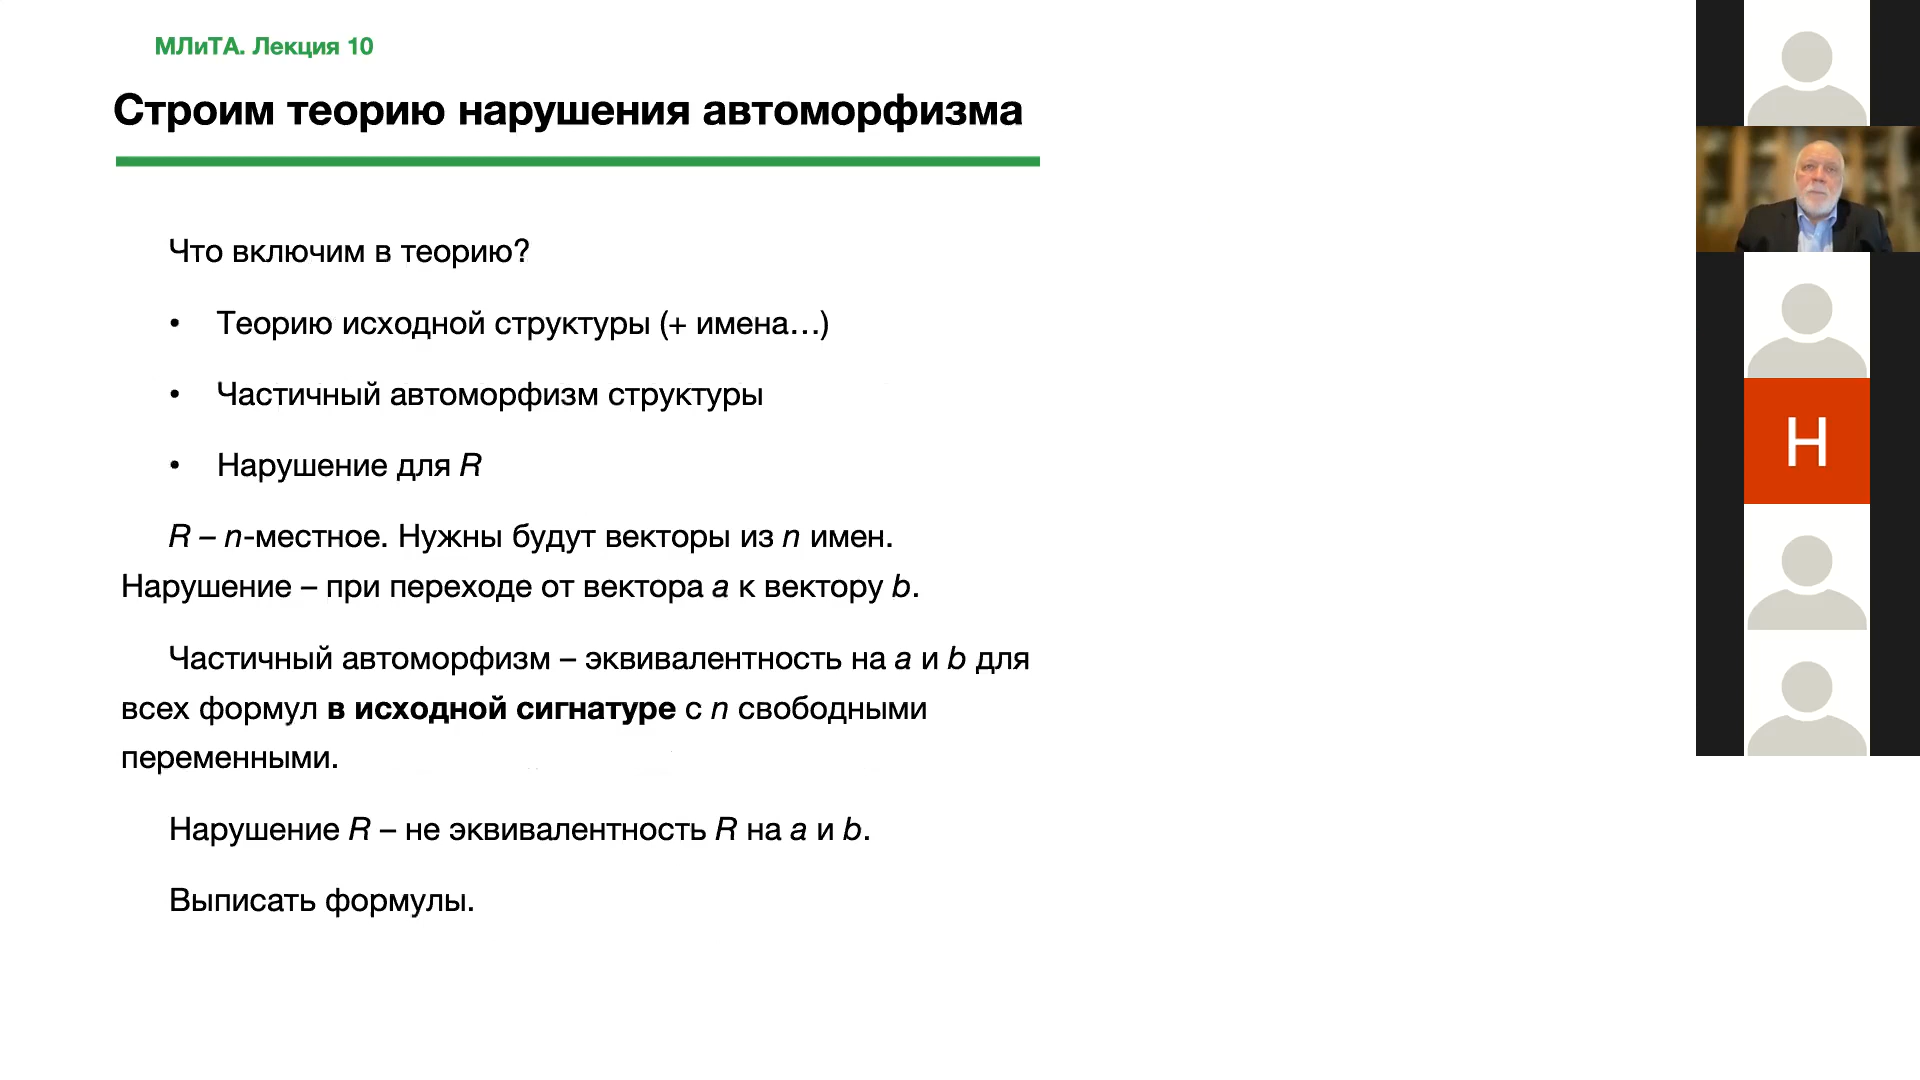 МЛиТА. Лекция 10
Строим теорию нарушения автоморфизма
Что включим в теорию?
• Теорию исходной структуры (+ имена…)
• Частичный автоморфизм структуры
• Нарушение для R
R – n-местное. Нужны будут векторы из n имен.
Нарушение – при переходе от вектора a к вектору b.
Частичный автоморфизм – эквивалентность на a и b для
всех формул в исходной сигнатуре с n свободными
переменными.
Нарушение R – не эквивалентность R на a и b.
Выписать формулы.
H